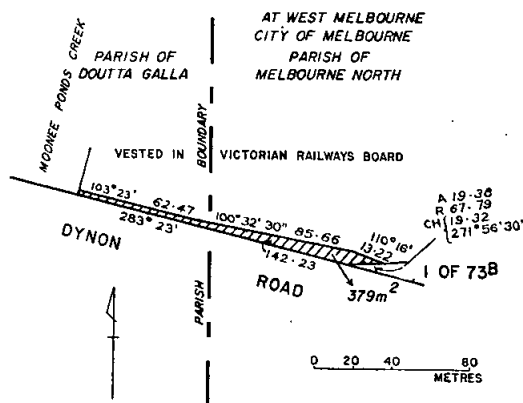 AT WEST MELBOURNE
CITY OF MELBOURNE
PARISH OF
MELBOURNE NORTH
PARISH OF
DOUTTA GALLA
MOONEE PONDS CREEK
BOUNDARY
VESTED IN VICTORIAN RAILWAYS BOARD
103° 23'
62·47
100° 32' 30"
85·66
110° 16'
13·22
A 19·38
R 67·79
CH { 19·32
271° 56' 30"
283° 23'
142·23
DYNON ROAD
379m²
2
1 OF 73B
PARISH
0 20 40 80
METRES